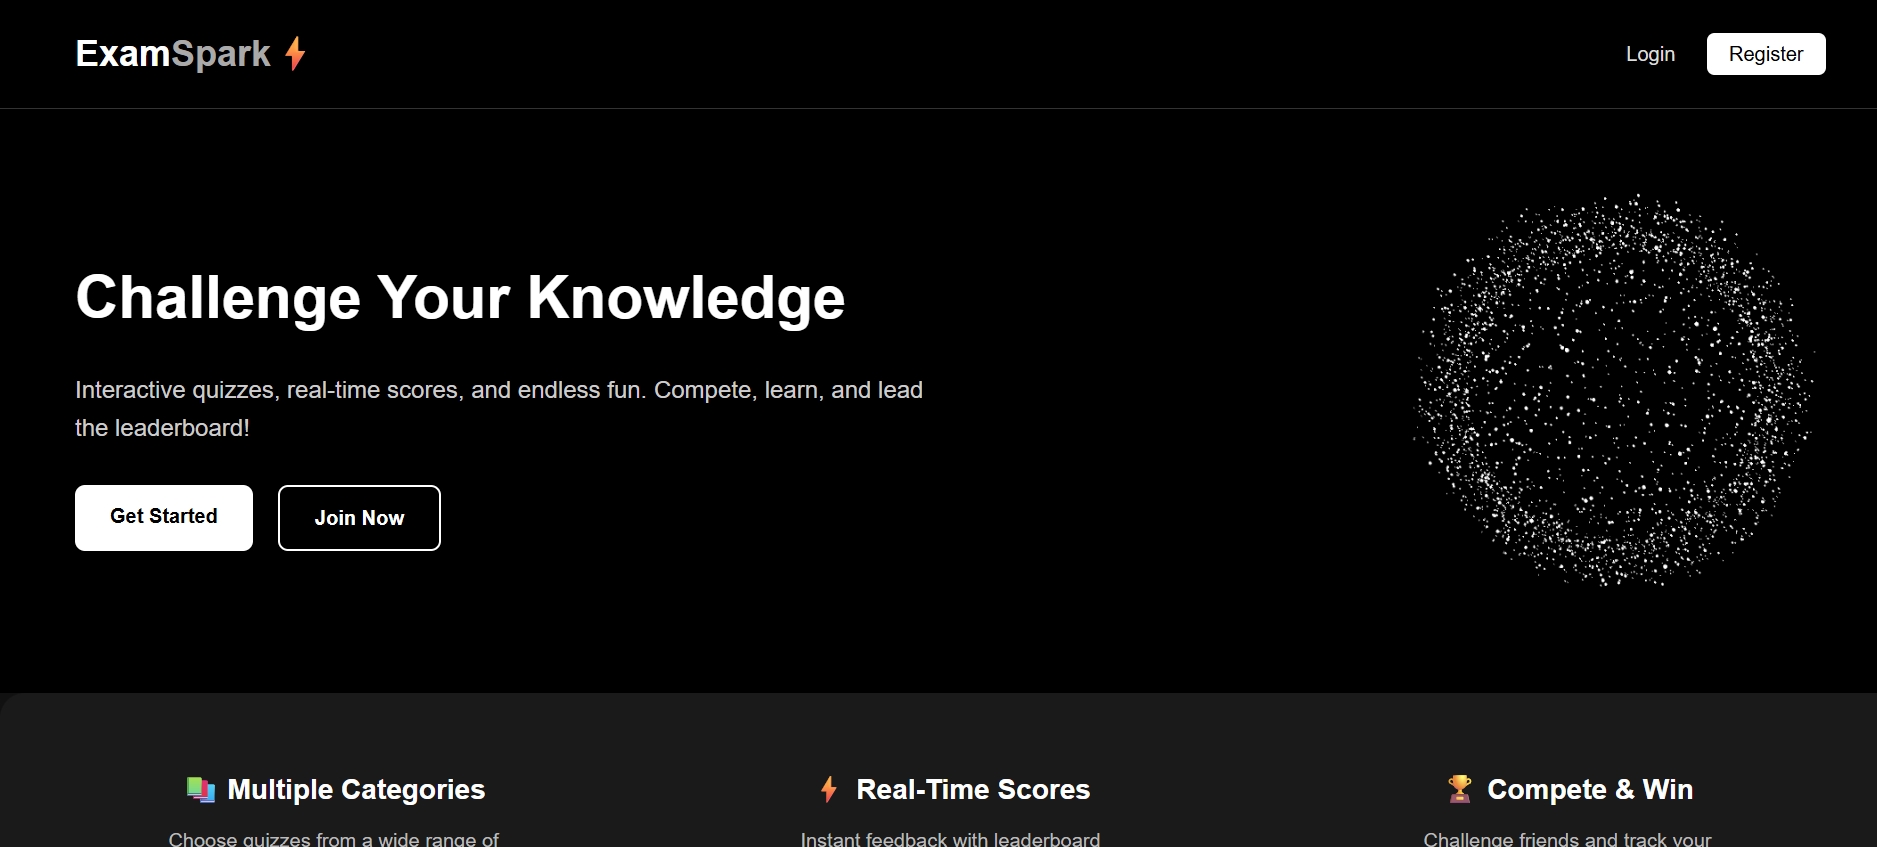 ExamSpark
Login
Register
Challenge Your Knowledge
Interactive quizzes, real-time scores, and endless fun. Compete, learn, and lead
the leaderboard!
Get Started
Join Now
Multiple Categories
Choose quizzes from a wide range of
Real-Time Scores
Instant feedback with leaderboard
Compete & Win
Challenge friends and track your